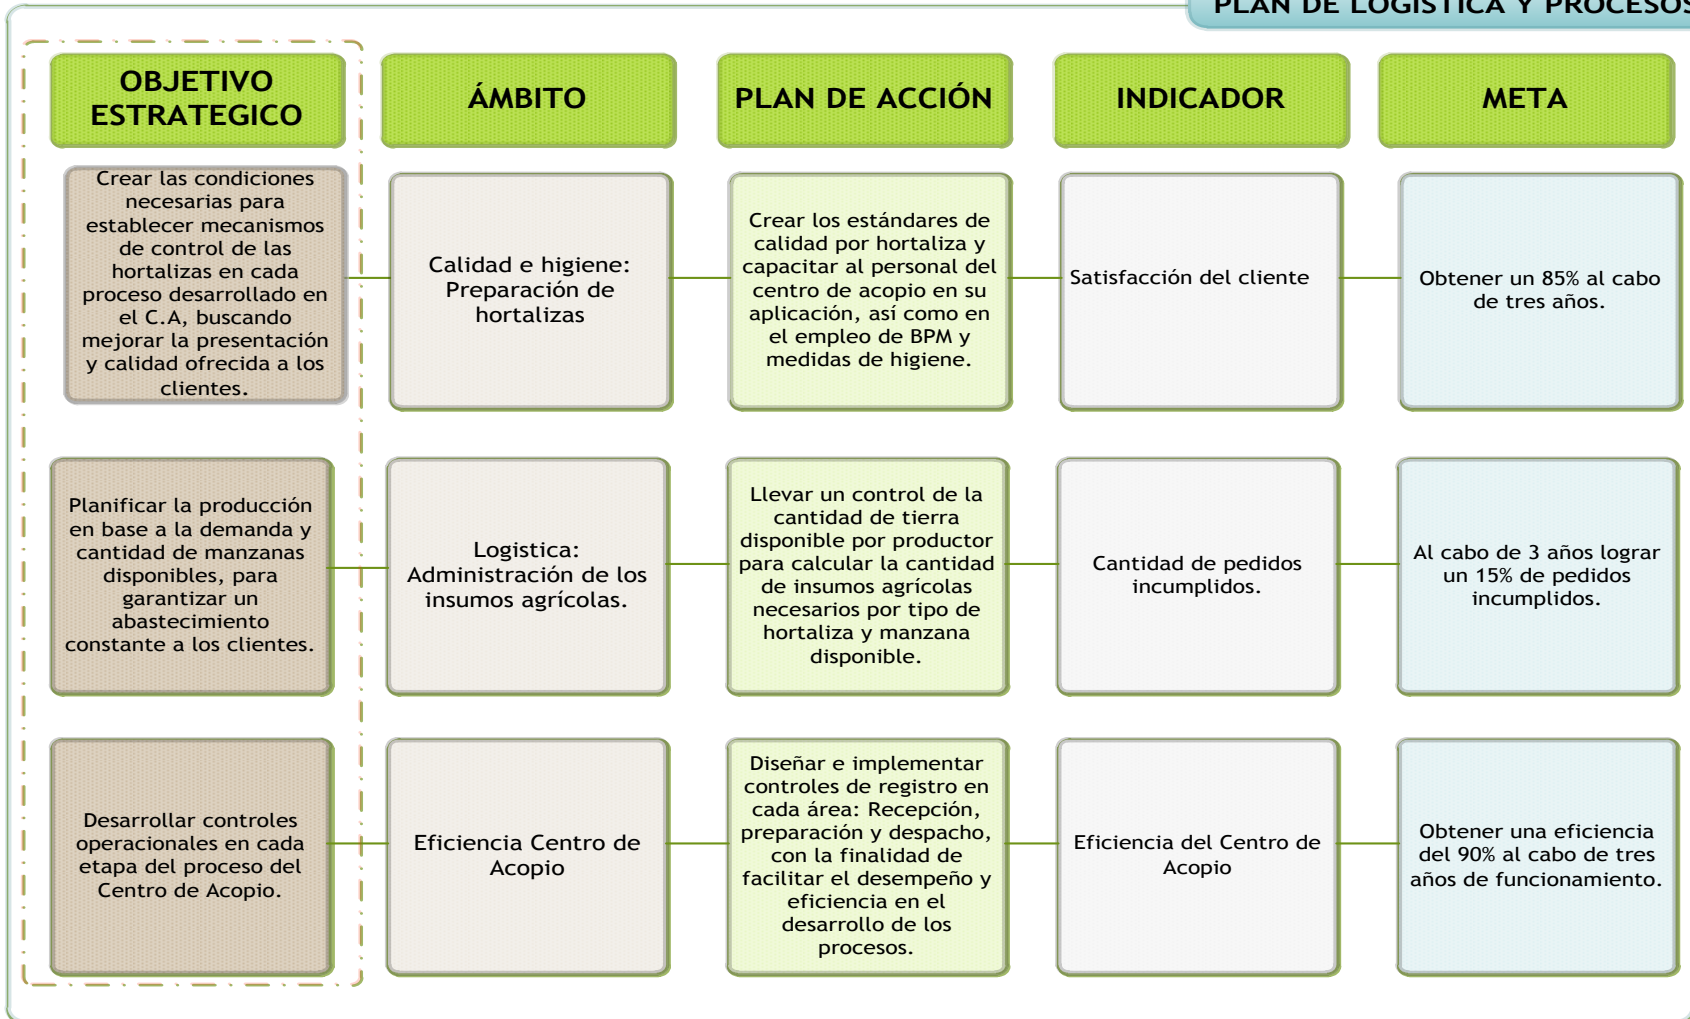 PLAN DE LOGISTICA Y PROCESOS
OBJETIVO
ESTRATEGICO
ÁMBITO
PLAN DE ACCIÓN
INDICADOR
META
Crear las condiciones
necesarias para
establecer mecanismos
de control de las
hortalizas en cada
proceso desarrollado en
el C.A, buscando
mejorar la presentación
y calidad ofrecida a los
clientes.
Calidad e higiene:
Preparación de
hortalizas
Crear los estándares de
calidad por hortaliza y
capacitar al personal del
centro de acopio en su
aplicación, así como en
el empleo de BPM y
medidas de higiene.
Satisfacción del cliente
Obtener un 85% al cabo
de tres años.
Planificar la producción
en base a la demanda y
cantidad de manzanas
disponibles, para
garantizar un
abastecimiento
constante a los clientes.
Logistica:
Administración de los
insumos agrícolas.
Llevar un control de la
cantidad de tierra
disponible por productor
para calcular la cantidad
de insumos agrícolas
necesarios por tipo de
hortaliza y manzana
disponible.
Cantidad de pedidos
incumplidos.
Al cabo de 3 años lograr
un 15% de pedidos
incumplidos.
Desarrollar controles
operacionales en cada
etapa del proceso del
Centro de Acopio.
Eficiencia Centro de
Acopio
Diseñar e implementar
controles de registro en
cada área: Recepción,
preparación y despacho,
con la finalidad de
facilitar el desempeño y
eficiencia en el
desarrollo de los
procesos.
Eficiencia del Centro de
Acopio
Obtener una eficiencia
del 90% al cabo de tres
años de funcionamiento.